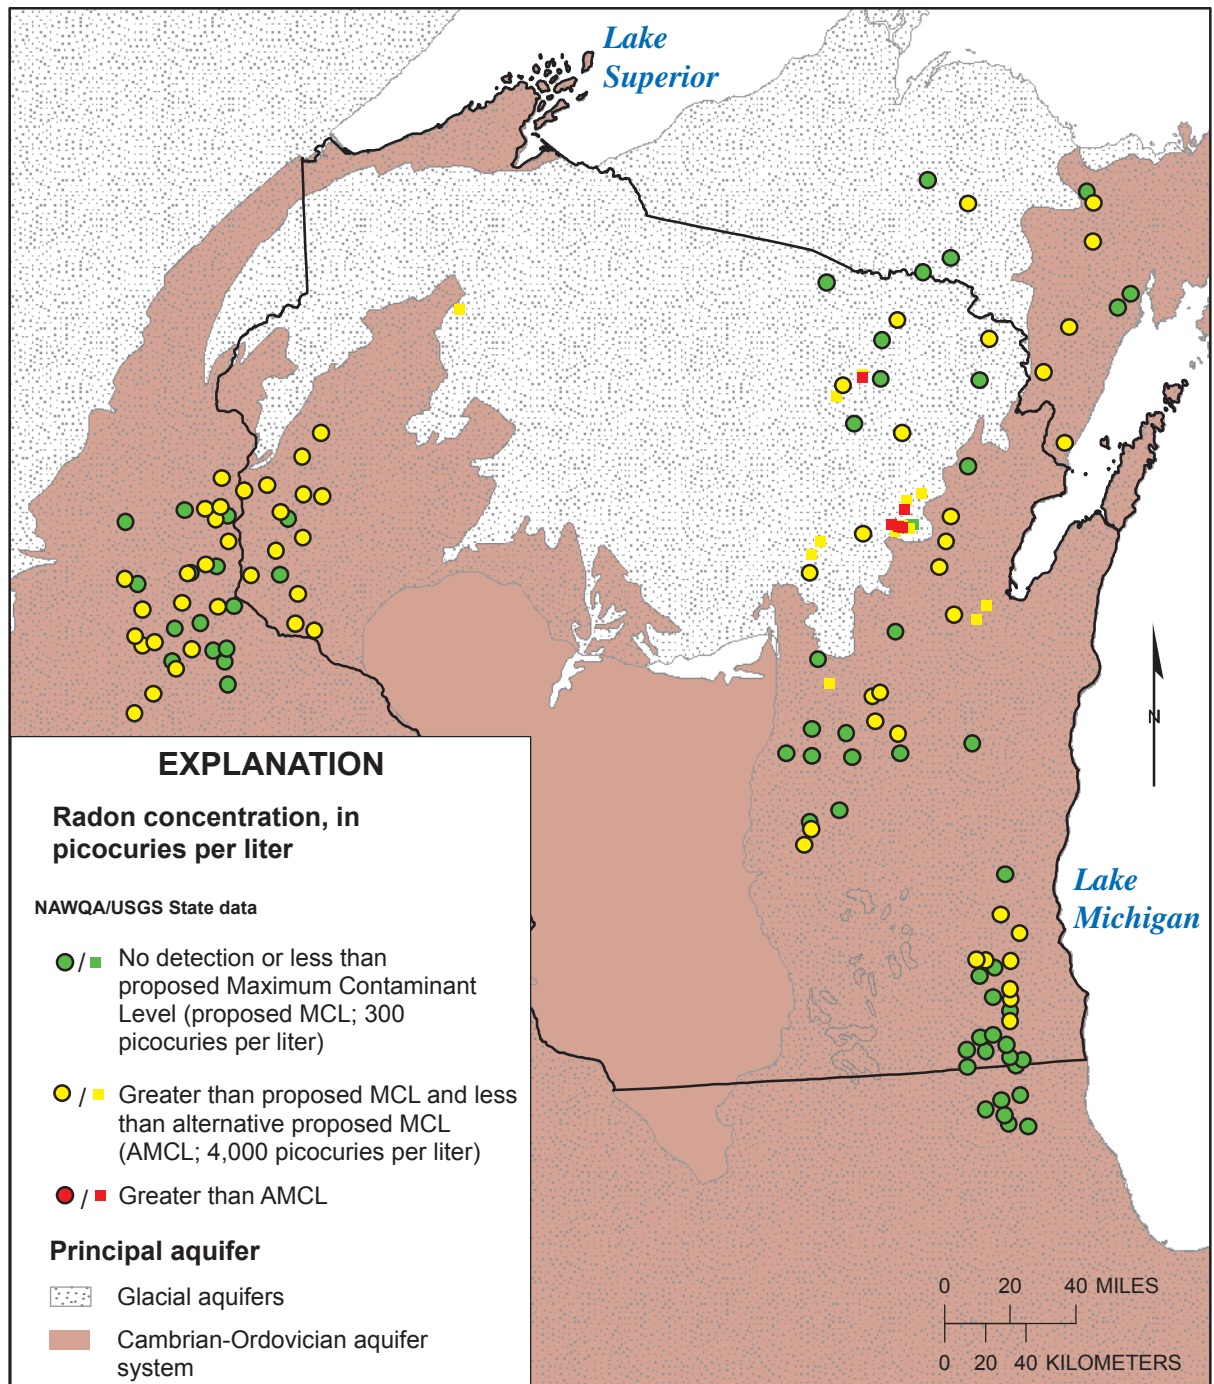 Lake
Superior
N
Lake
Michigan
EXPLANATION
Radon concentration, in
picocuries per liter
NAWQA/USGS State data
/ No detection or less than
proposed Maximum Contaminant
Level (proposed MCL; 300
picocuries per liter)
/ Greater than proposed MCL and less
than alternative proposed MCL
(AMCL; 4,000 picocuries per liter)
/ Greater than AMCL
Principal aquifer
Glacial aquifers
Cambrian-Ordovician aquifer
system
0 20 40 MILES
0 20 40 KILOMETERS